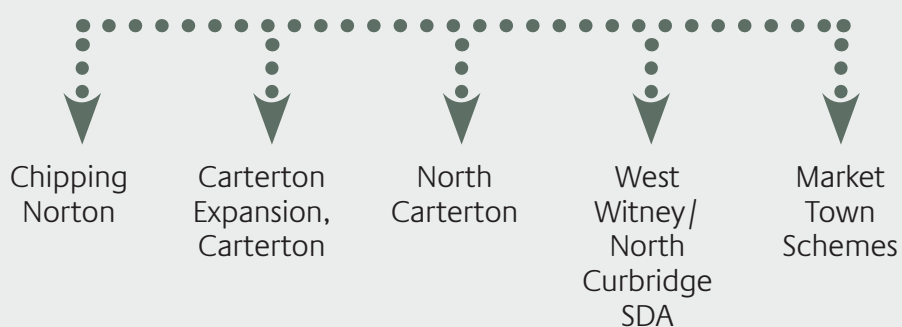 Chipping
Norton
Carterton
Expansion,
Carterton
North
Carterton
West
Witney/
North
Curbridge
SDA
Market
Town
Schemes